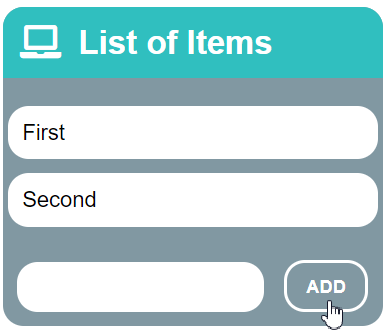 List of Items
First
Second
ADD